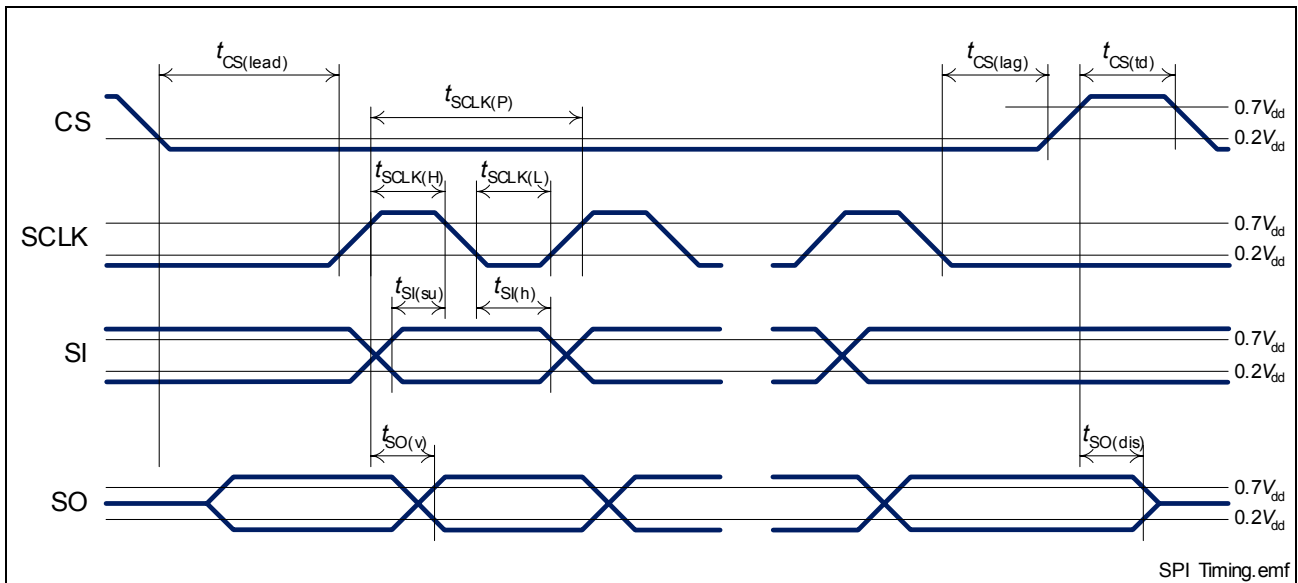 tCS(lead)
tCS(lag)
tCS(td)
tSCLK(P)
CS
0.7Vdd
0.2Vdd
tSCLK(H)
tSCLK(L)
SCLK
0.7Vdd
0.2Vdd
tSI(su)
tSI(h)
SI
0.7Vdd
0.2Vdd
tSO(v)
tSO(dis)
SO
0.7Vdd
0.2Vdd
SPI Timing.emf